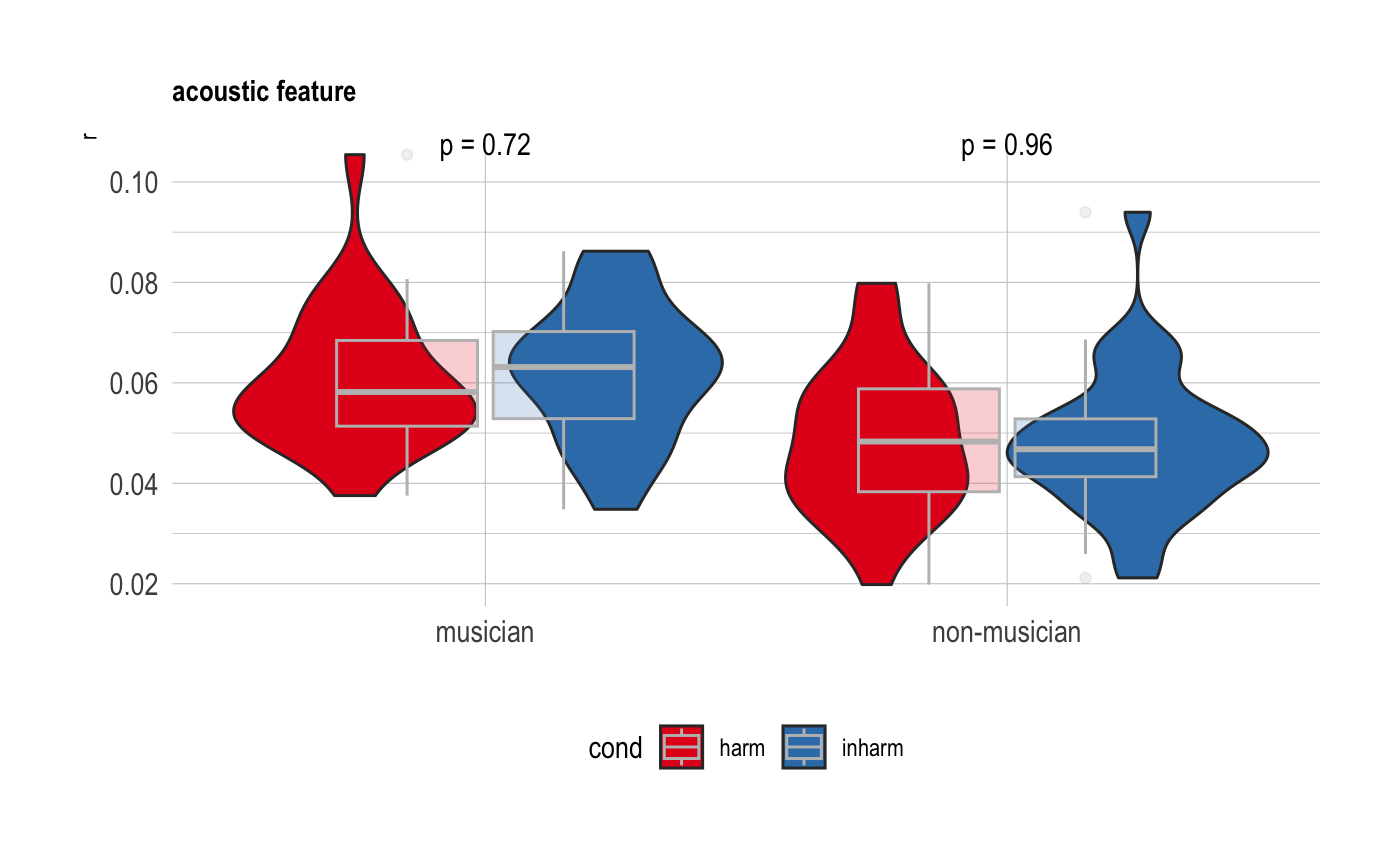 acoustic feature
r
p = 0.72
p = 0.96
0.10
0.08
0.06
0.04
0.02
musician
non-musician
cond
harm
inharm